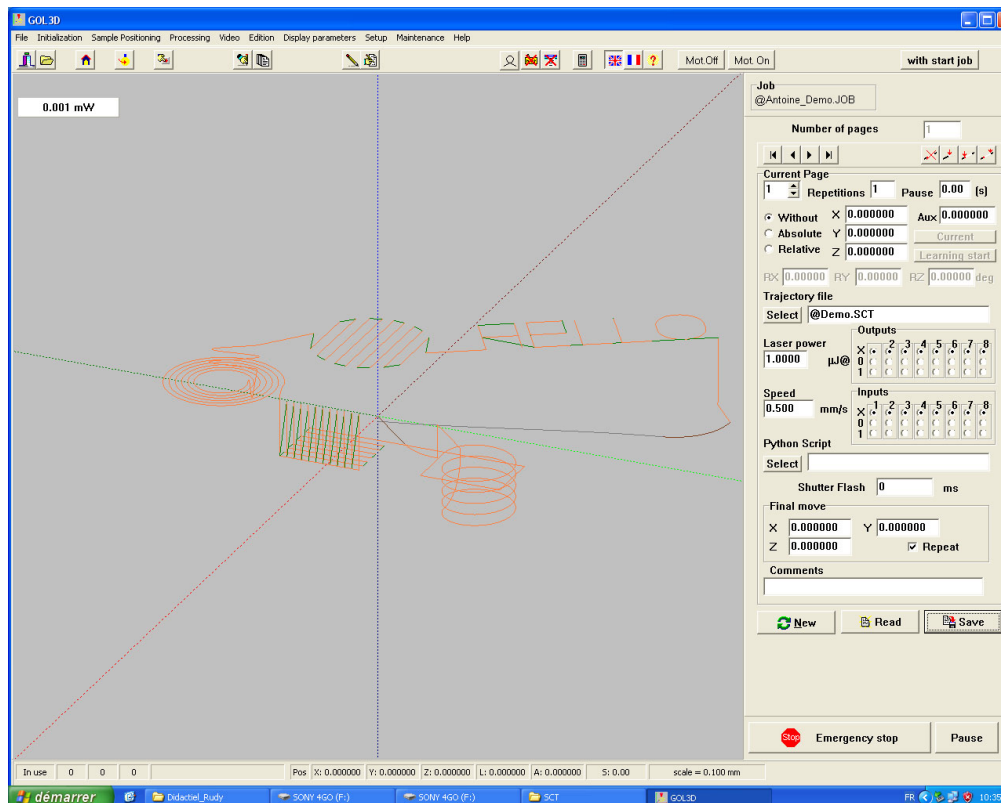 GOL3D
File Initialization Sample Positioning Processing Video Edition Display parameters Setup Maintenance Help
? Mot.Off Mot. On with start job
0.001 mW
Job
@Antoine_Demo.JOB
Number of pages 1
Current Page
1 Repetitions 1 Pause 0.00 (s)
Without X 0.000000 Aux 0.000000
Absolute Y 0.000000 Current
Relative Z 0.000000 Learning start
RX 0.00000 RY 0.00000 RZ 0.00000 deg
Trajectory file
Select @Demo.SCT
Laser power
1.0000 µJ@
Outputs
2 3 4 5 6 7 8
X
0
1
Speed
0.500 mm/s
Inputs
1 2 3 4 5 6 7 8
X
0
1
Python Script
Select
Shutter Flash 0 ms
Final move
X 0.000000 Y 0.000000
Z 0.000000 Repeat
Comments
New Read Save
Stop Emergency stop Pause
In use 0 0 0 Pos X: 0.000000 Y: 0.000000 Z: 0.000000 L: 0.000000 A: 0.000000 S: 0.00 scale = 0.100 mm
démarrer Didactiel_Rudy SONY 4GO (F:) SONY 4GO (F:) SCT GOL3D FR 10:35